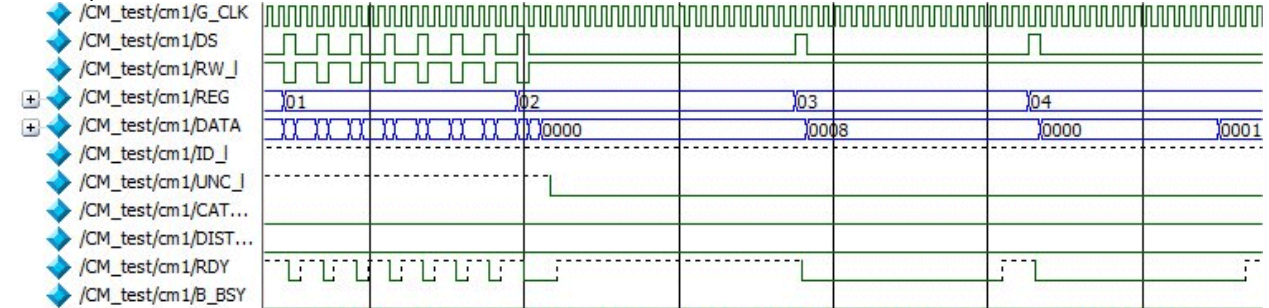 /CM_test/cm1/G_CLK
/CM_test/cm1/DS
/CM_test/cm1/RW_l
/CM_test/cm1/REG 01 02 03 04
/CM_test/cm1/DATA 0000 0008 0000 0001
/CM_test/cm1/ID_l
/CM_test/cm1/UNC_l
/CM_test/cm1/CAT...
/CM_test/cm1/DIST...
/CM_test/cm1/RDY
/CM_test/cm1/B_BSY